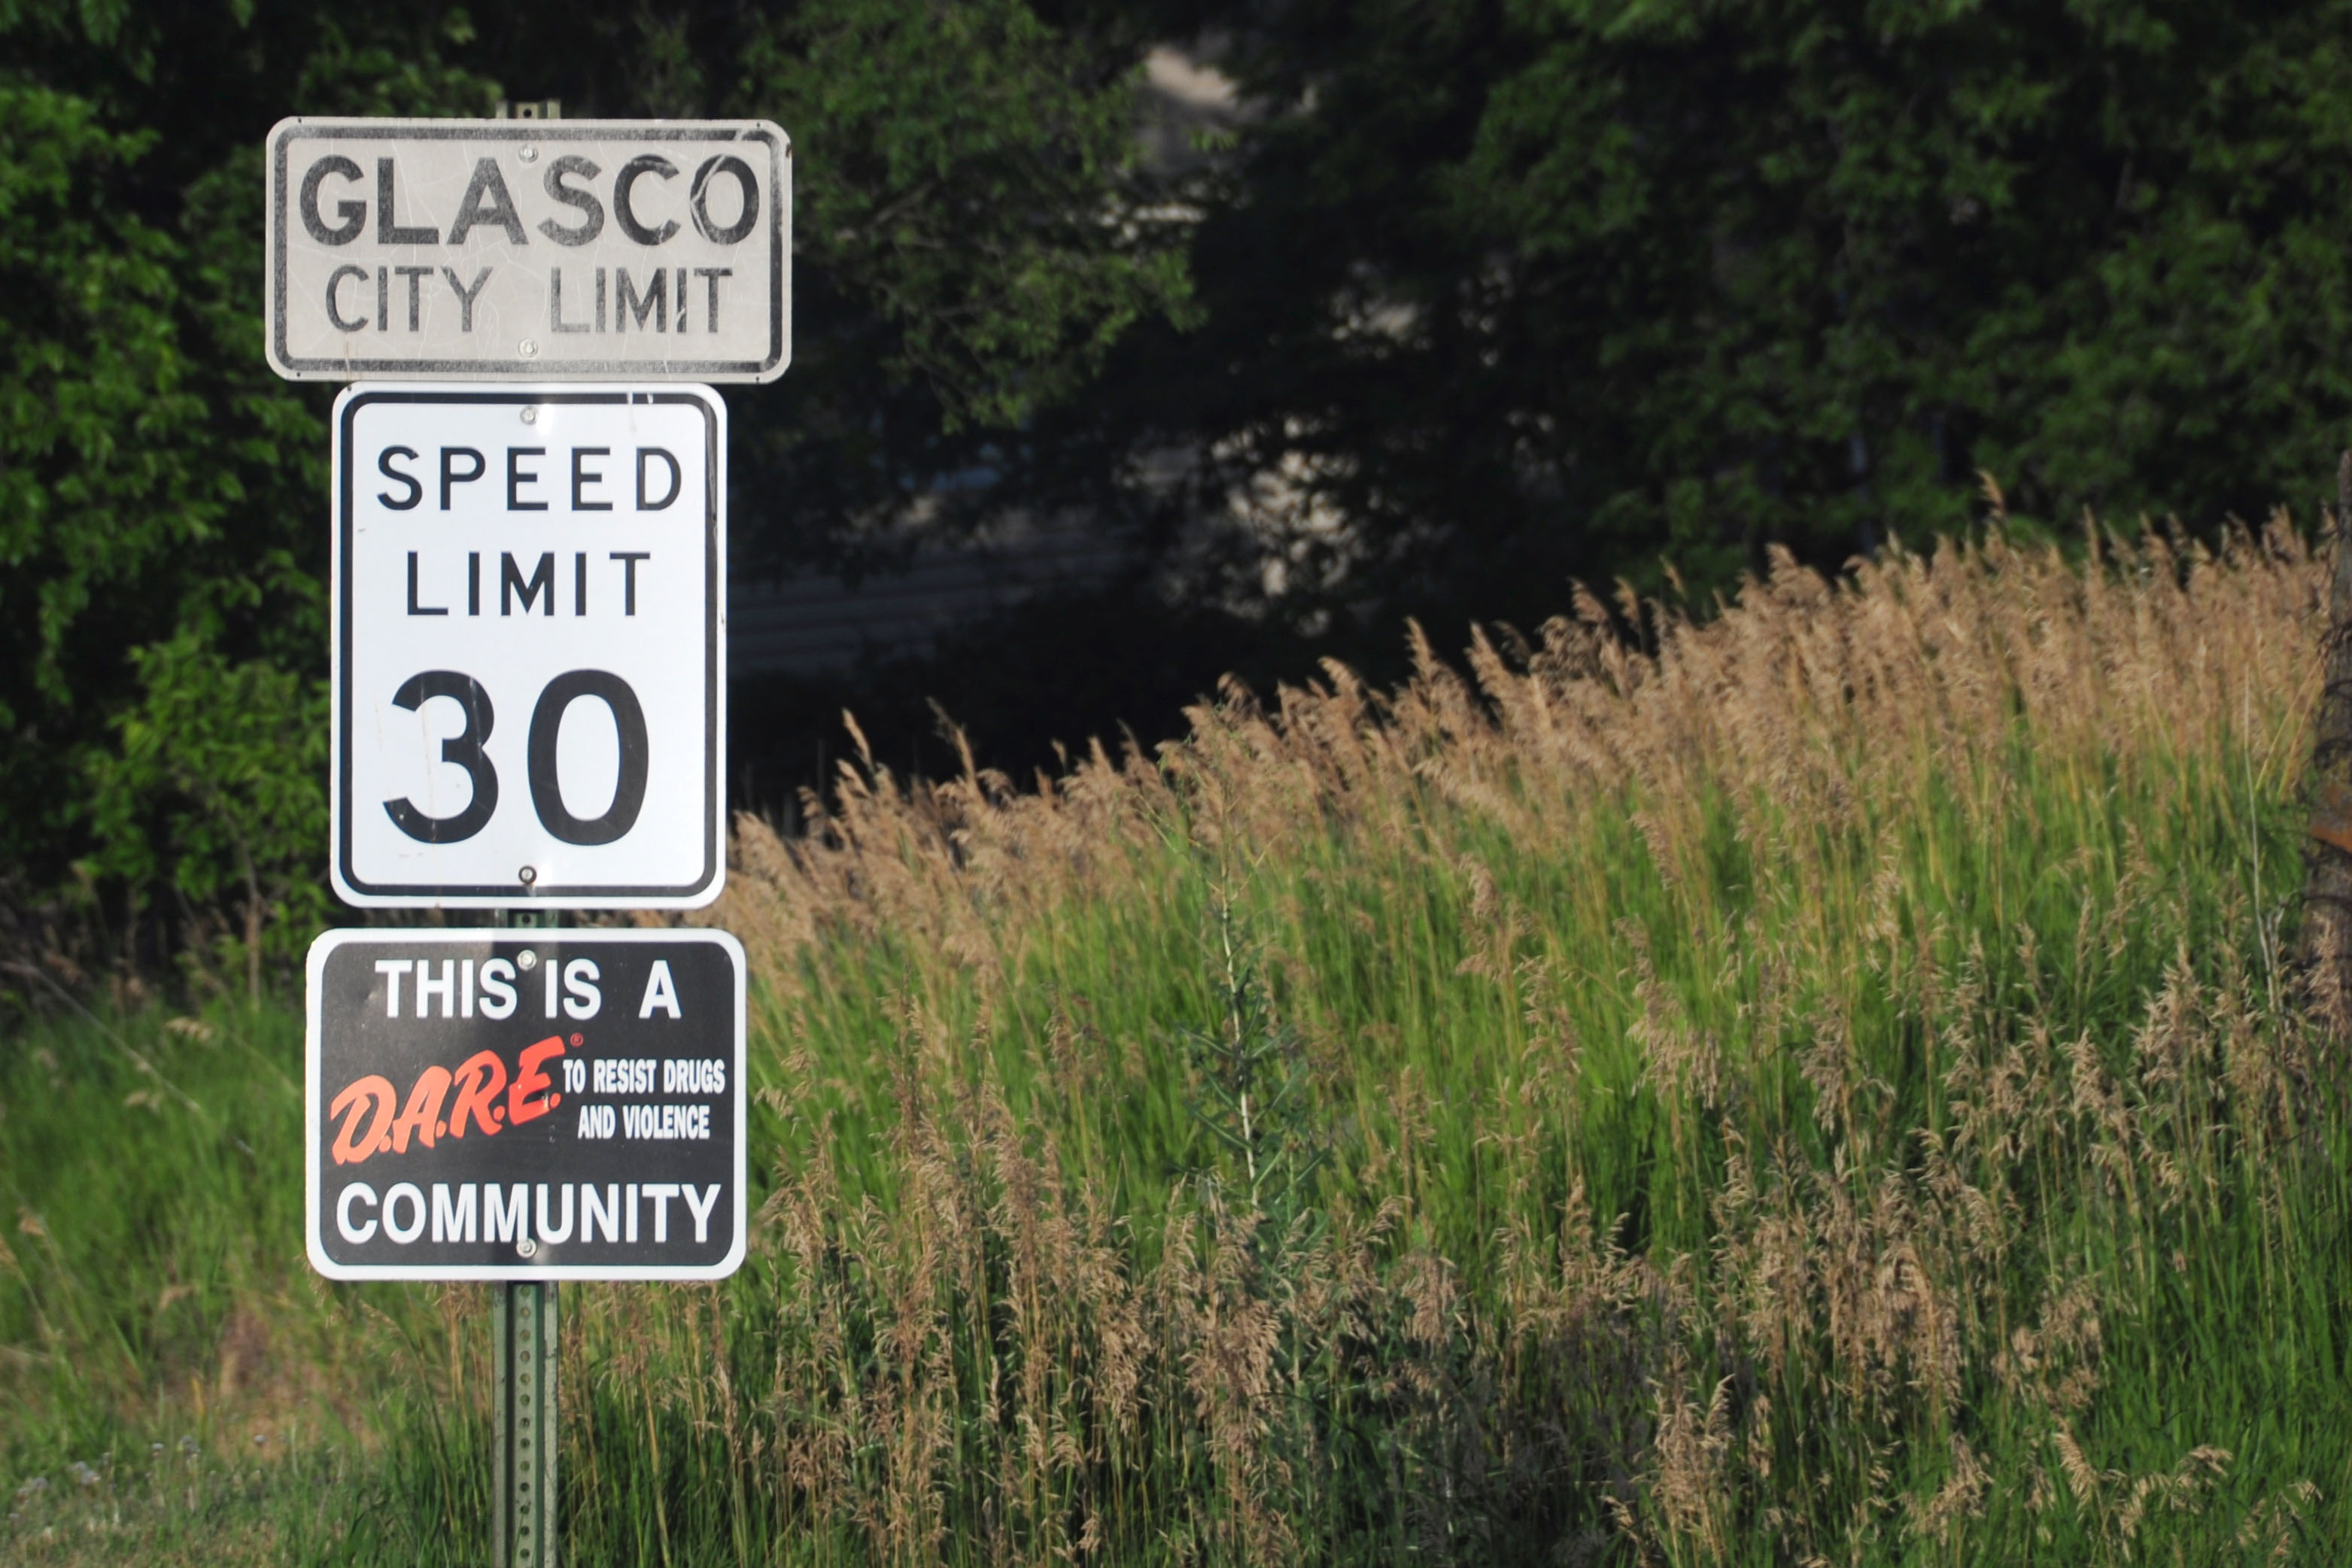 GLASCO
CITY LIMIT
SPEED
LIMIT
30
THIS IS A
D.A.R.E.® TO RESIST DRUGS
AND VIOLENCE
COMMUNITY